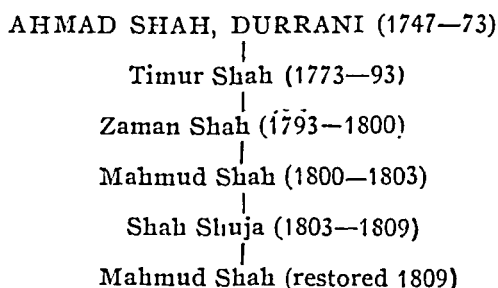 AHMAD SHAH, DURRANI (1747—73)
Timur Shah (1773—93)
Zaman Shah (1793—1800)
Mahmud Shah (1800—1803)
Shah Shuja (1803—1809)
Mahmud Shah (restored 1809)